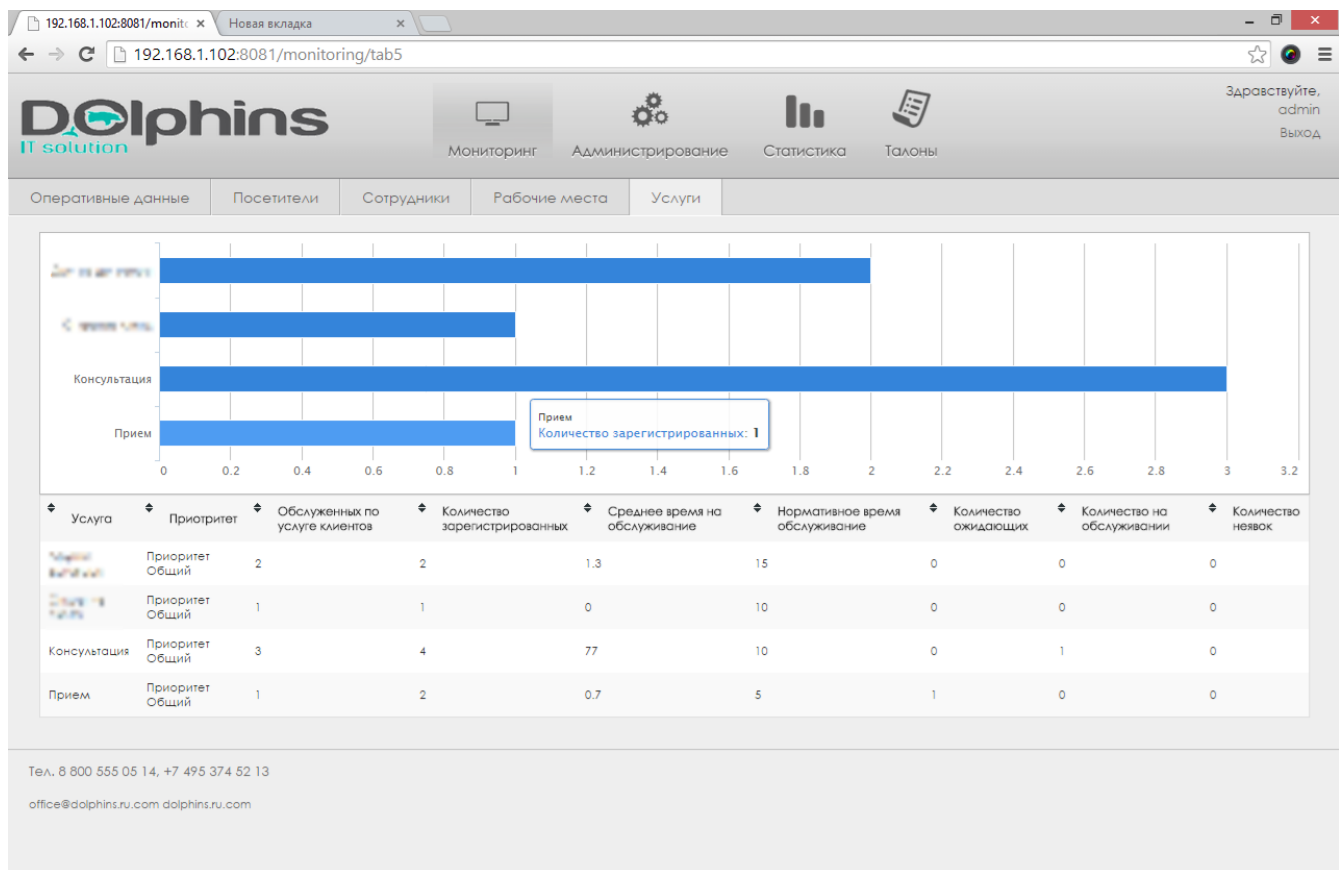 192.168.1.102:8081/monito
Новая вкладка
192.168.1.102:8081/monitoring/tab5
DOlphins
IT solution
Мониторинг
Администрирование
Статистика
Талоны
Здравствуйте,
admin
Выход
Оперативные данные
Посетители
Сотрудники
Рабочие места
Услуги
Консультация
Прием
Прием
Количество зарегистрированных: 1
0 0.2 0.4 0.6 0.8 1 1.2 1.4 1.6 1.8 2 2.2 2.4 2.6 2.8 3 3.2
Услуга Приотритет Обслуженных по Количество Среднее время на Нормативное время Количество Количество на Количество
услуге клиентов зарегистрированных обслуживание обслуживание ожидающих обслуживании неявок
Приоритет
Общий 2 2 1.3 15 0 0 0
Приоритет
Общий 1 1 0 10 0 0 0
Консультация Приоритет
Общий 3 4 77 10 0 1 0
Прием Приоритет
Общий 1 2 0.7 5 1 0 0
Тел. 8 800 555 05 14, +7 495 374 52 13
office@dolphins.ru.com dolphins.ru.com